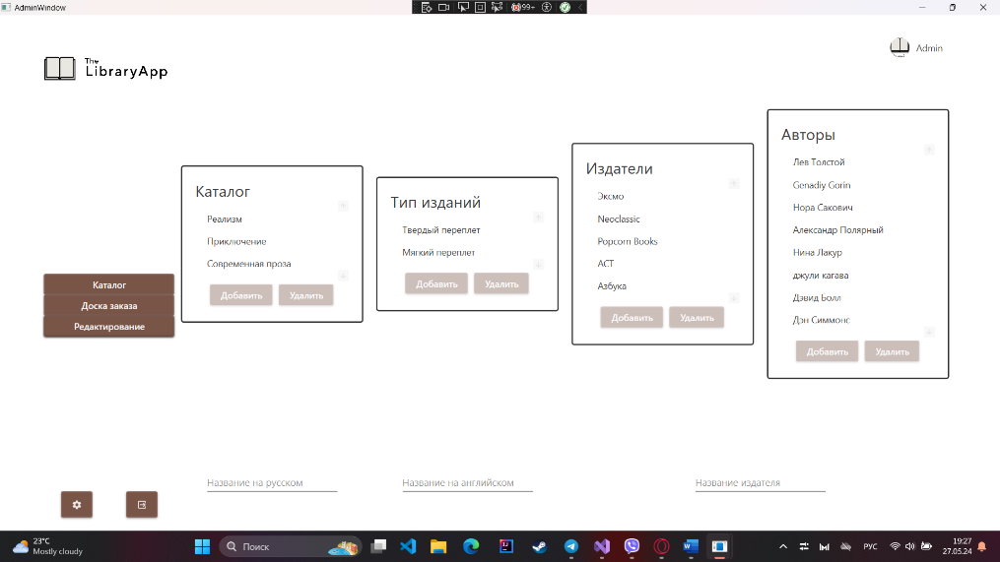 AdminWindow
99+
Admin
The
LibraryApp
Каталог
Доска заказа
Редактирование
Каталог
Реализм
Приключение
Современная проза
Добавить
Удалить
Тип изданий
Твердый переплет
Мягкий переплет
Добавить
Удалить
Издатели
Эксмо
Neoclassic
Popcorn Books
АСТ
Азбука
Добавить
Удалить
Авторы
Лев Толстой
Genadiy Gorin
Нора Сакович
Александр Полярный
Нина Лакур
джули кагава
Дэвид Болл
Дэн Симмонс
Добавить
Удалить
Название на русском
Название на английском
Название издателя
23°C
Mostly cloudy
Поиск
РУС
19:27
27.05.24